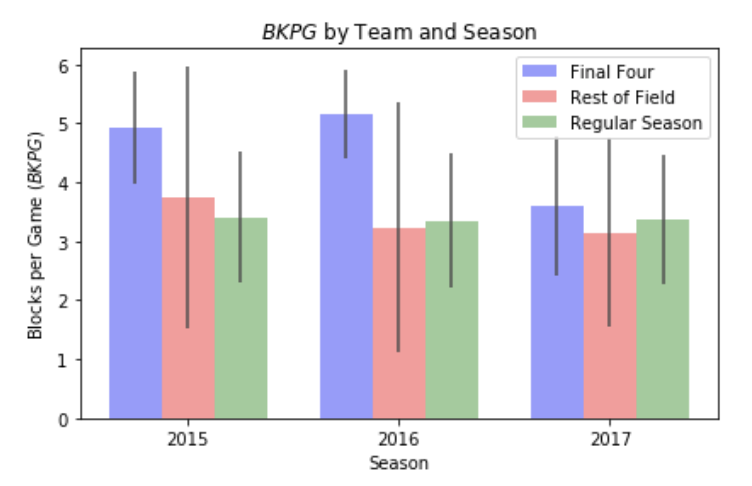 BKPG by Team and Season
Final Four
Rest of Field
Regular Season
6
5
4
3
2
1
0
Blocks per Game (BKPG)
2015
2016
2017
Season